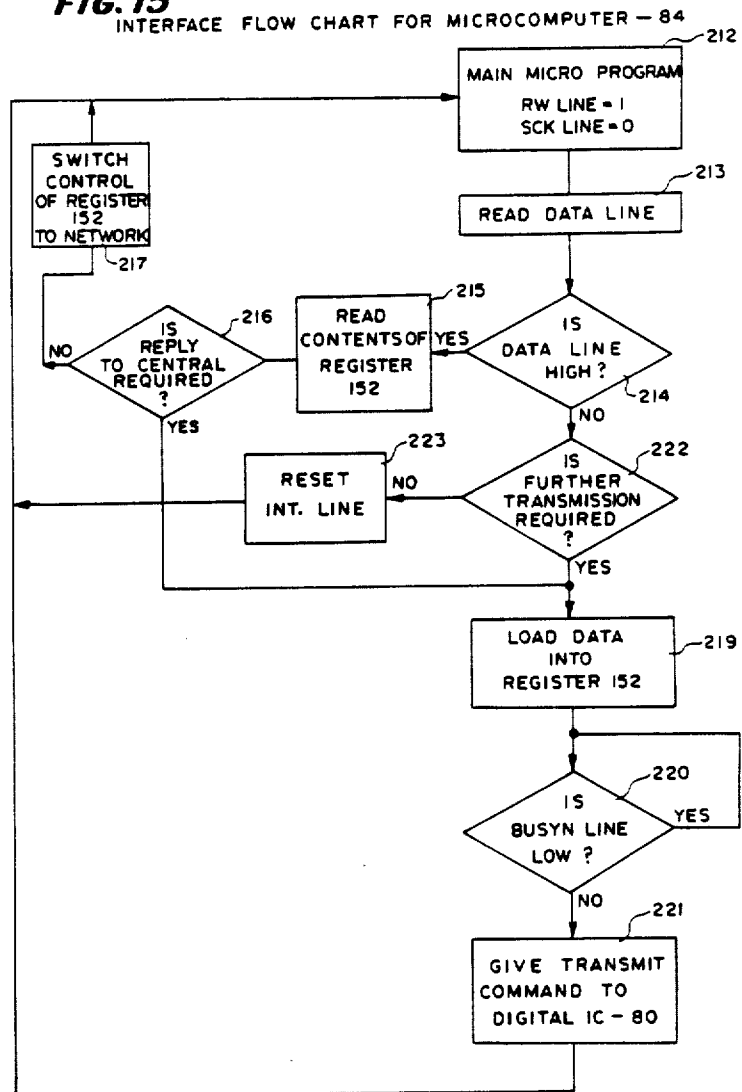 FIG. 15
INTERFACE FLOW CHART FOR MICROCOMPUTER - 84
212
MAIN MICRO PROGRAM
RW LINE = 1
SCK LINE = 0
213
READ DATA LINE
SWITCH
CONTROL
OF REGISTER
152
TO NETWORK
217
214
IS
DATA LINE
HIGH ?
YES
NO
215
READ
CONTENTS OF
REGISTER
152
216
IS
REPLY
TO CENTRAL
REQUIRED
?
NO
YES
222
IS
FURTHER
TRANSMISSION
REQUIRED
?
NO
YES
223
RESET
INT. LINE
219
LOAD DATA
INTO
REGISTER 152
220
IS
BUSYN LINE
LOW ?
YES
NO
221
GIVE TRANSMIT
COMMAND TO
DIGITAL IC - 80